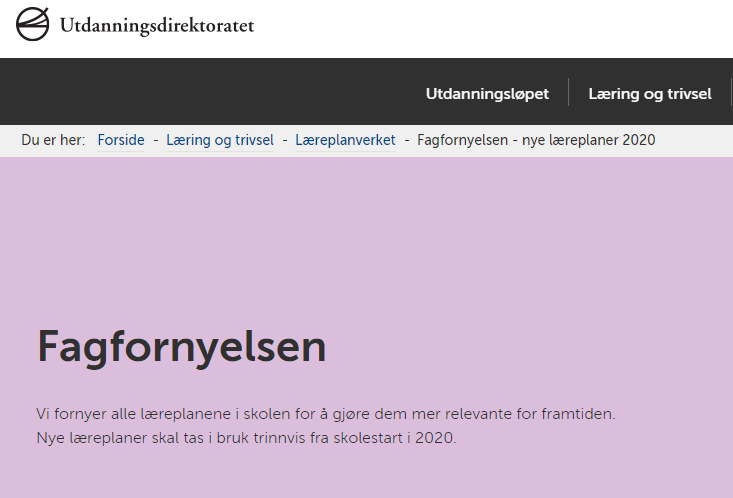 Utdanningsdirektoratet
Utdanningsløpet
Læring og trivsel
Du er her: Forside - Læring og trivsel - Læreplanverket - Fagfornyelsen - nye læreplaner 2020
Fagfornyelsen
Vi fornyer alle læreplanene i skolen for å gjøre dem mer relevante for framtiden.
Nye læreplaner skal tas i bruk trinnvis fra skolestart i 2020.